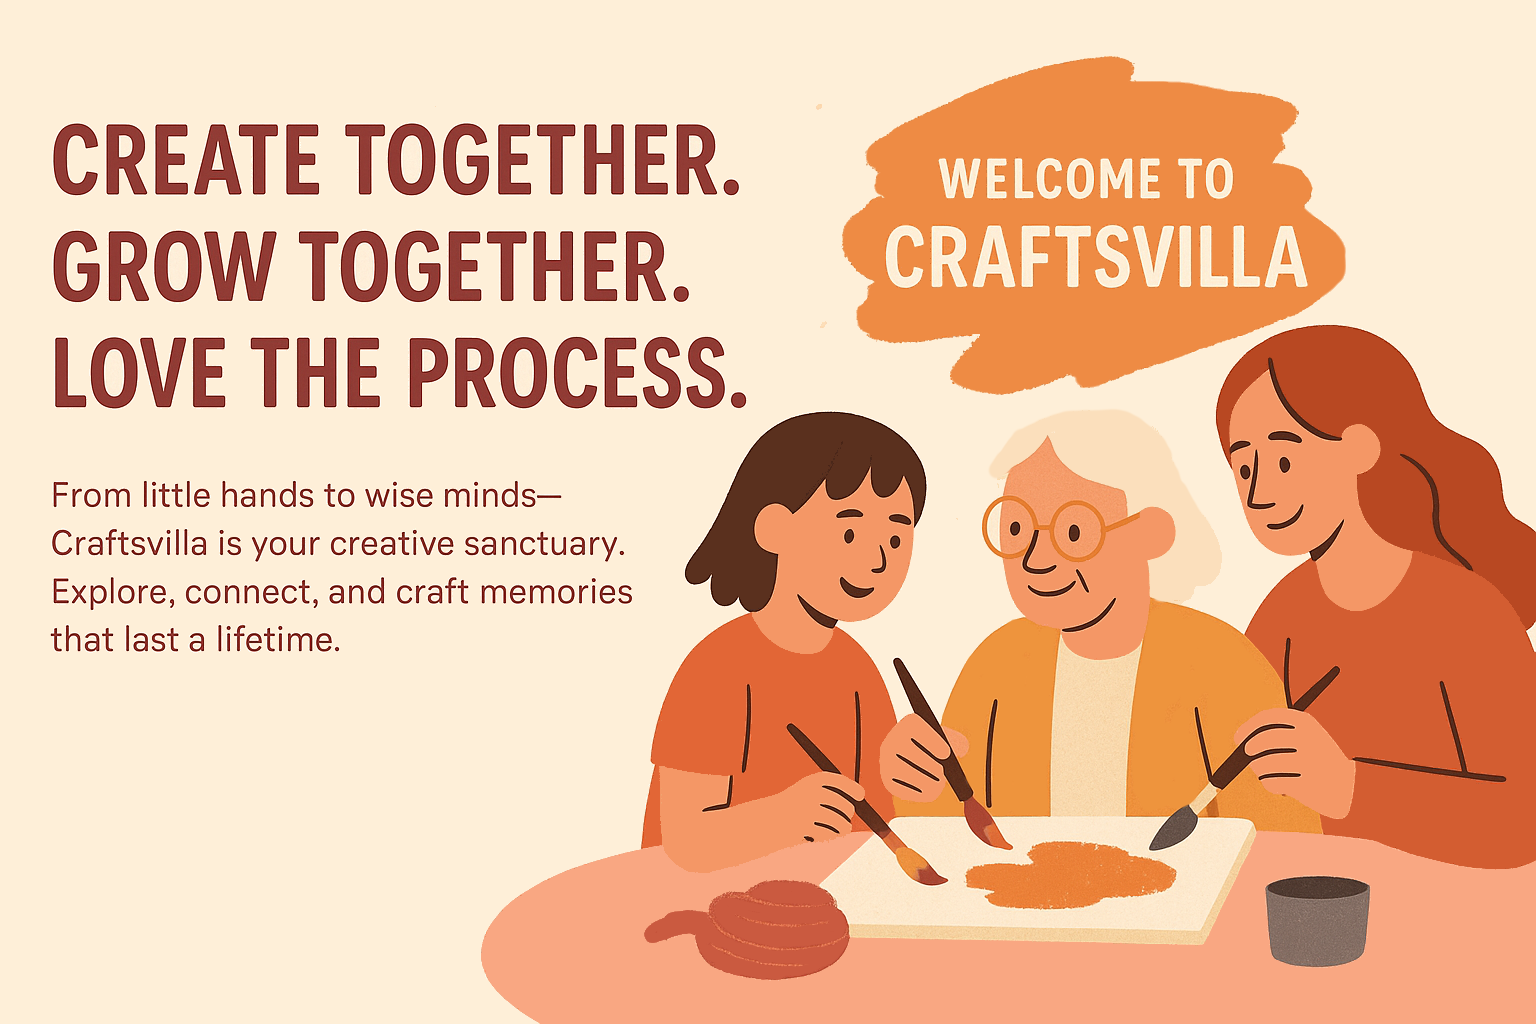 CREATE TOGETHER.
GROW TOGETHER.
LOVE THE PROCESS.
From little hands to wise minds—
Craftsvilla is your creative sanctuary.
Explore, connect, and craft memories
that last a lifetime.
WELCOME TO
CRAFTSVILLA